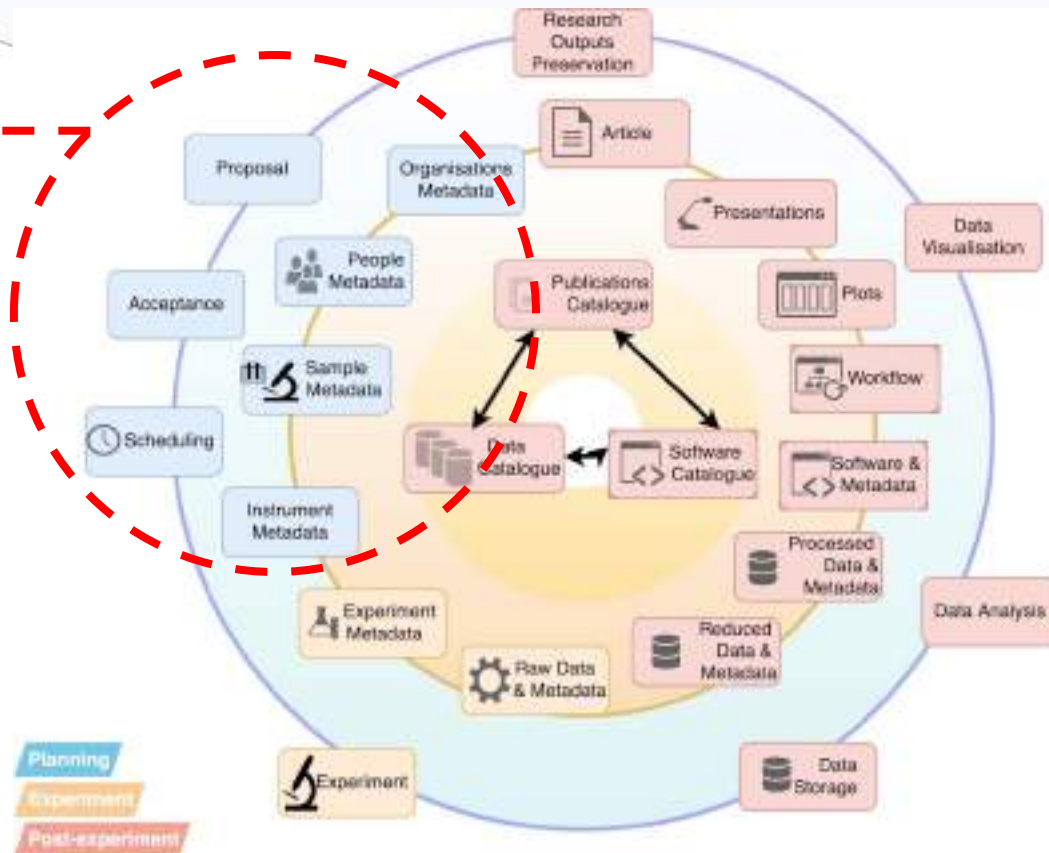 Research
Outputs
Preservation
Article
Proposal
Organisations
Metadata
Presentations
Data
Visualisation
People
Metadata
Publications
Catalogue
Plots
Acceptance
Sample
Metadata
Workflow
Scheduling
Data
Catalogue
Software
Catalogue
Software &
Metadata
Instrument
Metadata
Processed
Data &
Metadata
Experiment
Metadata
Reduced
Data &
Metadata
Data Analysis
Raw Data
& Metadata
Planning
Experiment
Post-experiment
Experiment
Data
Storage